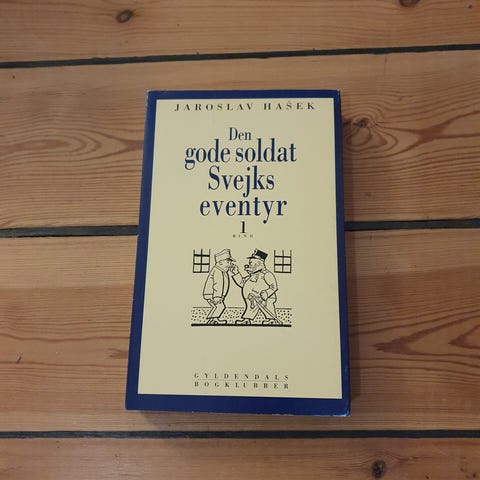 JAROSLAV HAŠEK
Den
gode soldat
Svejks
eventyr
1
BIND
GYLDENDALS
BOGKLUBBER